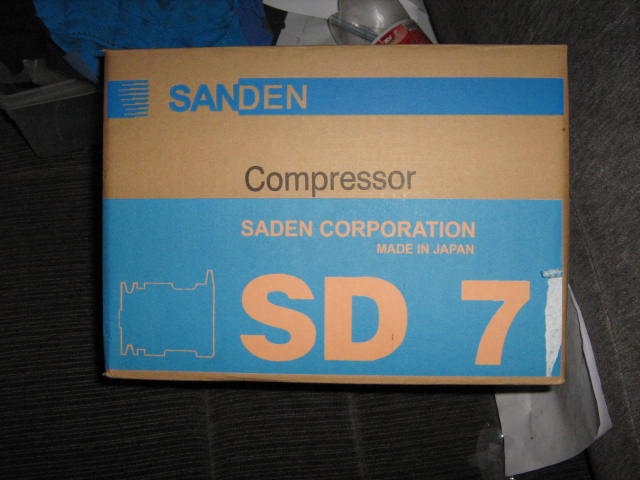 SANDEN
Compressor
SADEN CORPORATION
MADE IN JAPAN
SD 7